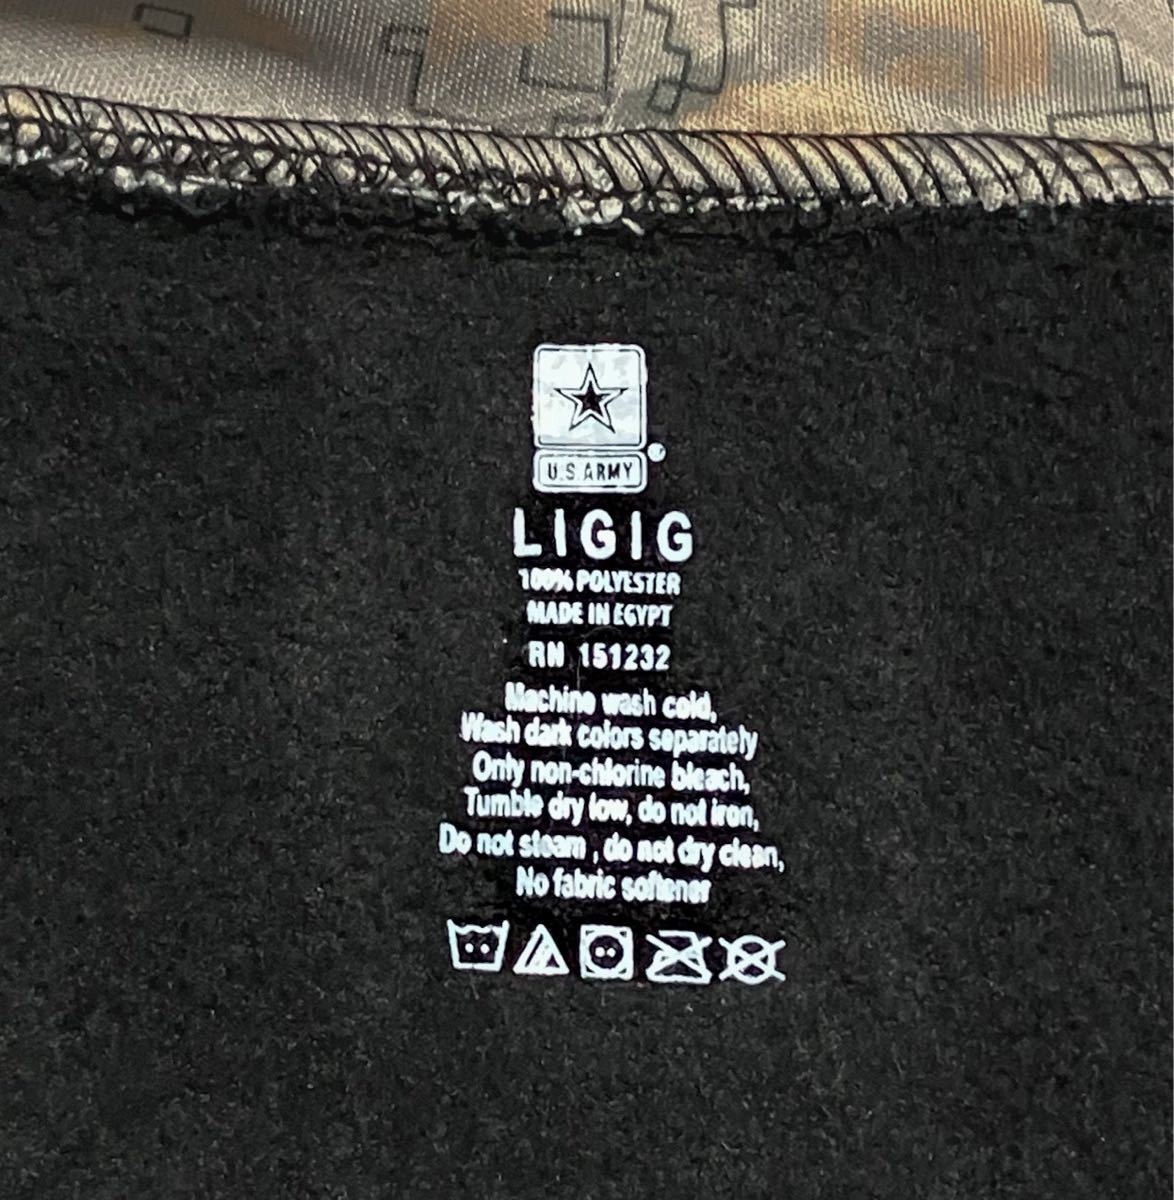 U.S.ARMY
LIGIG
100% POLYESTER
MADE IN EGYPT
RN 151232
Machine wash cold,
Wash dark colors separately
Only non-chlorine bleach,
Tumble dry low, do not iron,
Do not steam , do not dry clean,
No fabric softener